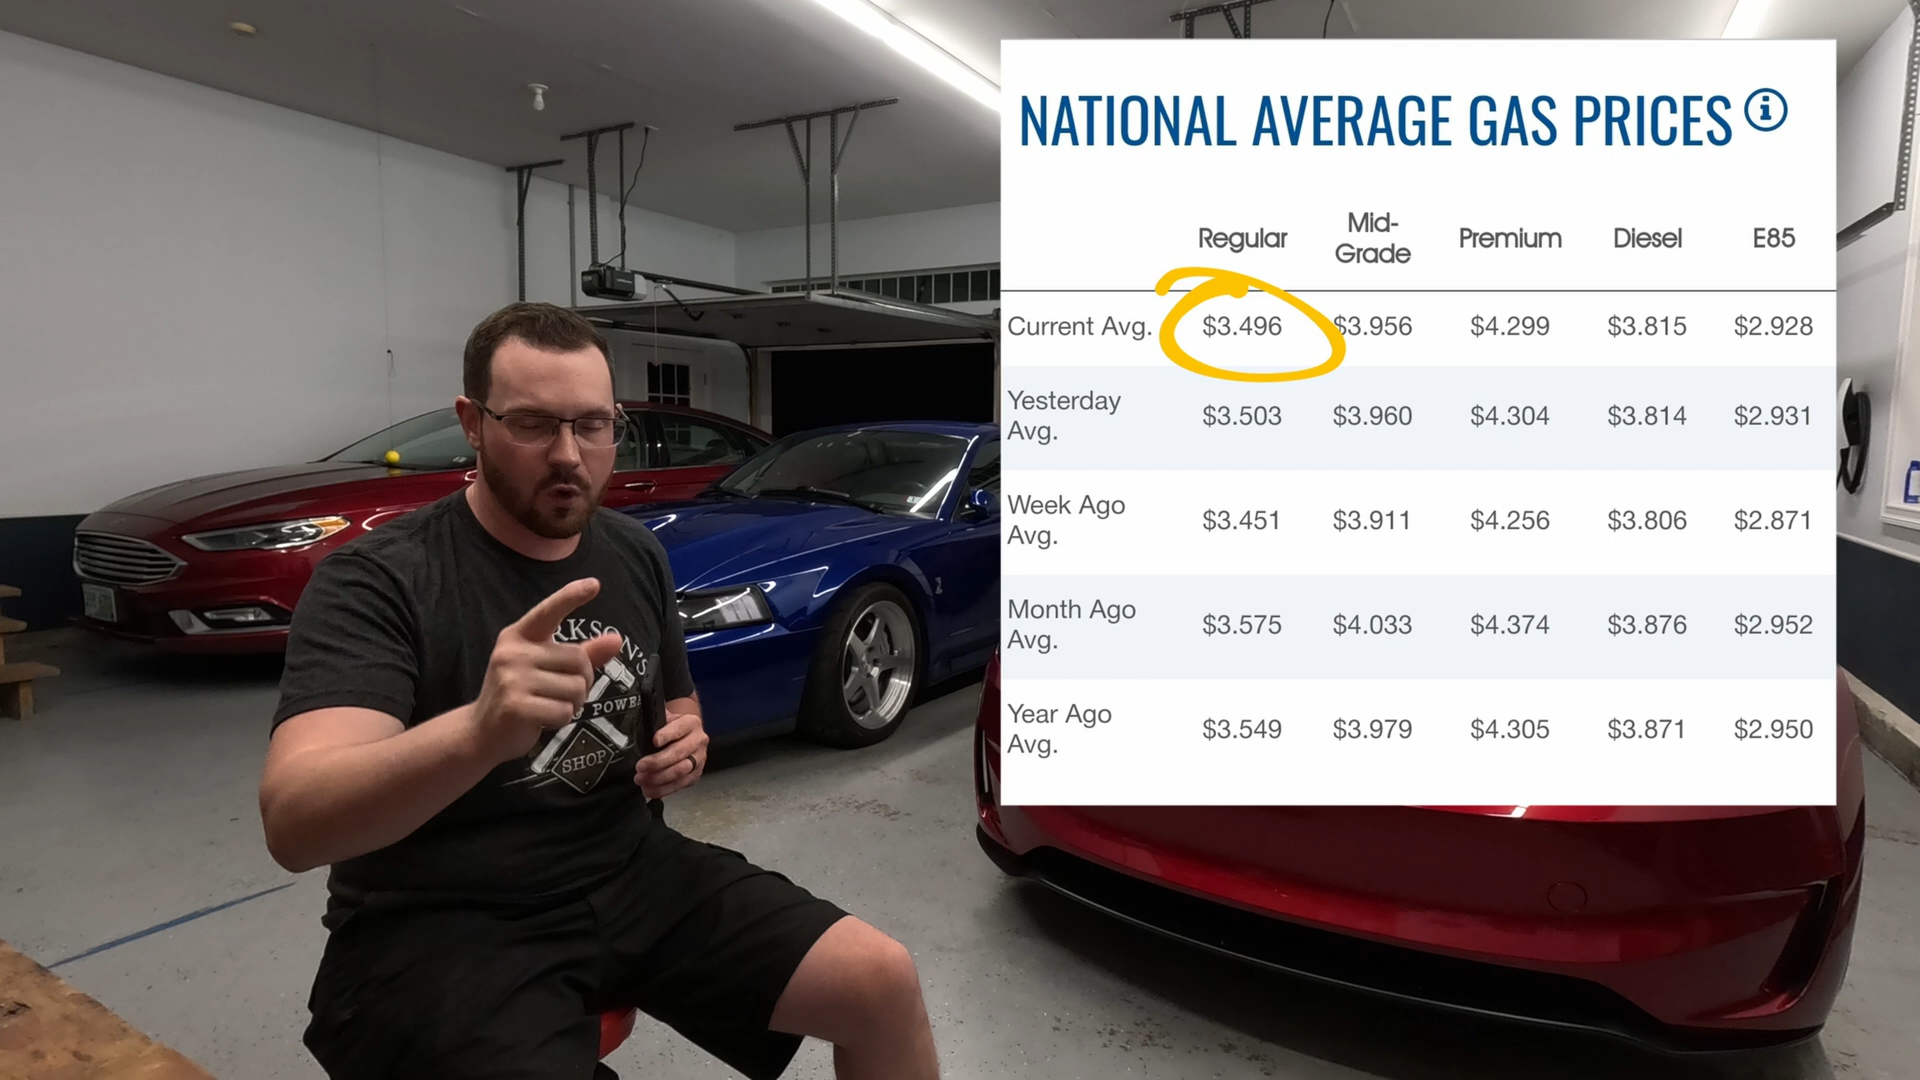 NATIONAL AVERAGE GAS PRICES
Regular Mid-Grade Premium Diesel E85
Current Avg. $3.496 $3.956 $4.299 $3.815 $2.928
Yesterday Avg. $3.503 $3.960 $4.304 $3.814 $2.931
Week Ago Avg. $3.451 $3.911 $4.256 $3.806 $2.871
Month Ago Avg. $3.575 $4.033 $4.374 $3.876 $2.952
Year Ago Avg. $3.549 $3.979 $4.305 $3.871 $2.950
SHOP